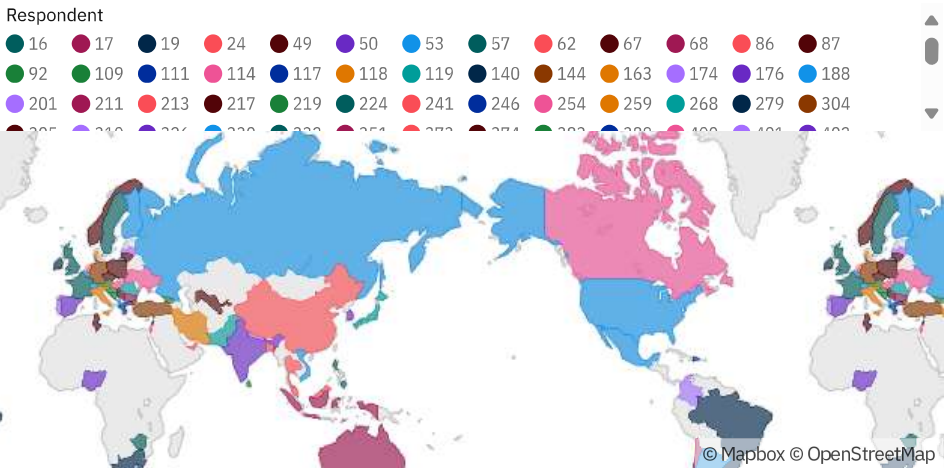 Respondent
16 17 19 24 49 50 53 57 62 67 68 86 87
92 109 111 114 117 118 119 140 144 163 174 176 188
201 211 213 217 219 224 241 246 254 259 268 279 304
© Mapbox © OpenStreetMap